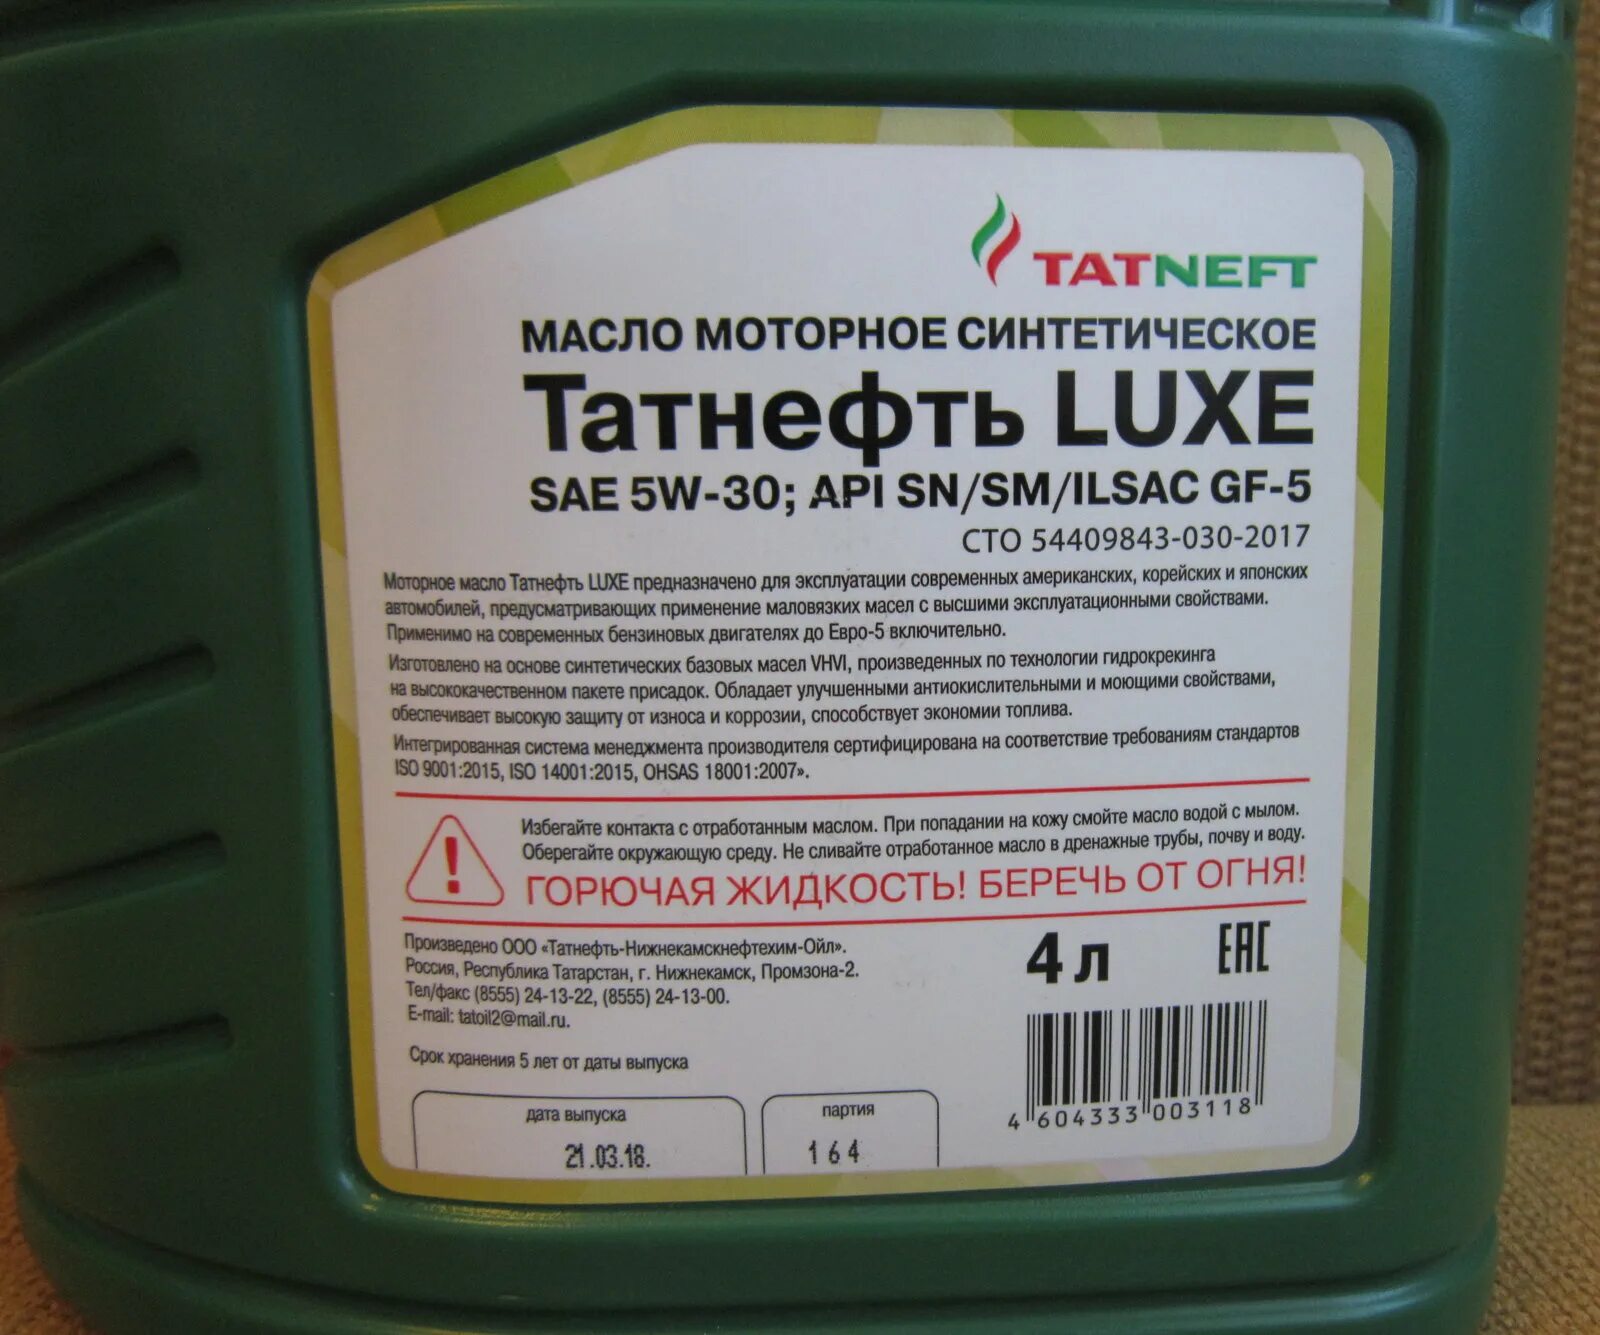 TATNEFT
МАСЛО МОТОРНОЕ СИНТЕТИЧЕСКОЕ
Татнефть LUXE
SAE 5W-30; API SN/SM/ILSAC GF-5
СТО 54409843-030-2017
Моторное масло Татнефть LUXE предназначено для эксплуатации современных американских, корейских и японских
автомобилей, предусматривающих применение маловязких масел с высшими эксплуатационными свойствами.
Применимо на современных бензиновых двигателях до Евро-5 включительно.
Изготовлено на основе синтетических базовых масел VHVI, произведенных по технологии гидрокрекинга
на высококачественном пакете присадок. Обладает улучшенными антиокислительными и моющими свойствами,
обеспечивает высокую защиту от износа и коррозии, способствует экономии топлива.
Интегрированная система менеджмента производителя сертифицирована на соответствие требованиям стандартов
ISO 9001:2015, ISO 14001:2015, OHSAS 18001:2007».
Избегайте контакта с отработанным маслом. При попадании на кожу смойте масло водой с мылом.
Оберегайте окружающую среду. Не сливайте отработанное масло в дренажные трубы, почву и воду.
ГОРЮЧАЯ ЖИДКОСТЬ! БЕРЕЧЬ ОТ ОГНЯ!
Произведено ООО «Татнефть-Нижнекамскнефтехим-Ойл».
Россия, Республика Татарстан, г. Нижнекамск, Промзона-2.
Тел/факс (8555) 24-13-22, (8555) 24-13-00.
E-mail: tatoil2@mail.ru.
4 л
EAC
Срок хранения 5 лет от даты выпуска
дата выпуска
21.03.18.
партия
164
4 604333 003118